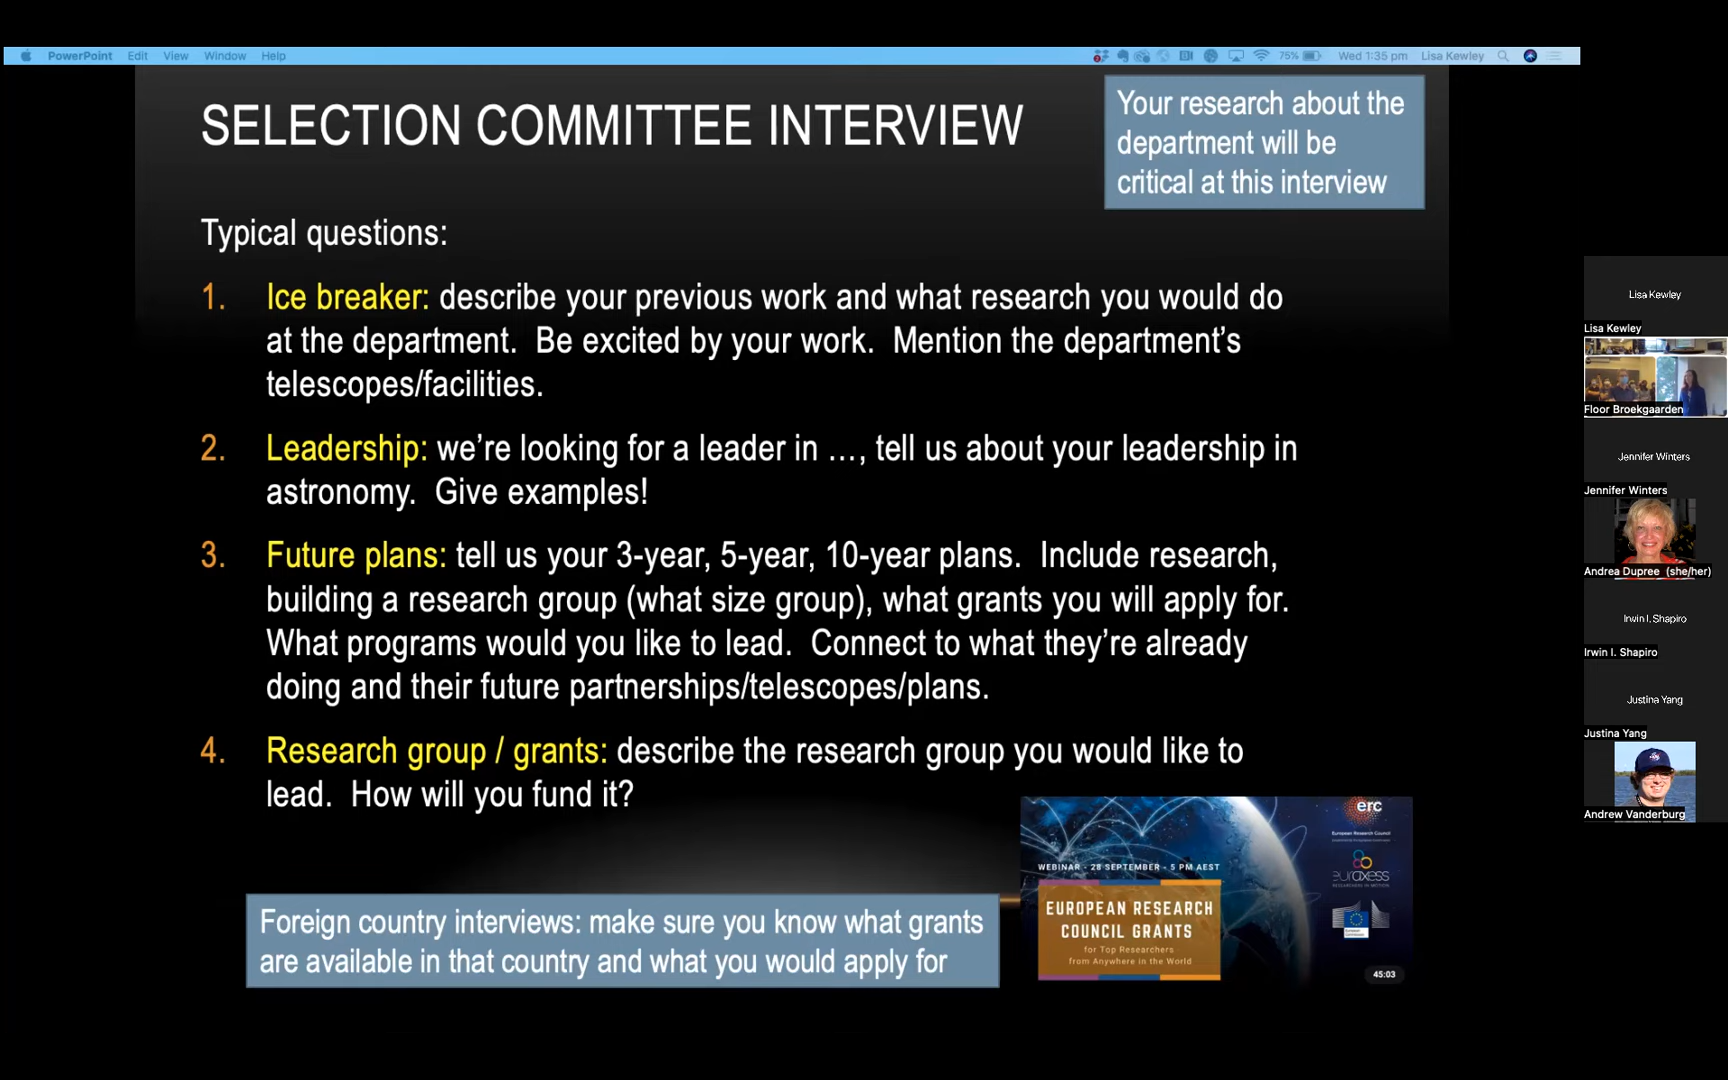 PowerPoint Edit View Window Help
75% Wed 1:35 pm Lisa Kewley
SELECTION COMMITTEE INTERVIEW
Your research about the
department will be
critical at this interview
Typical questions:
1. Ice breaker: describe your previous work and what research you would do
at the department. Be excited by your work. Mention the department’s
telescopes/facilities.
2. Leadership: we’re looking for a leader in …, tell us about your leadership in
astronomy. Give examples!
3. Future plans: tell us your 3-year, 5-year, 10-year plans. Include research,
building a research group (what size group), what grants you will apply for.
What programs would you like to lead. Connect to what they’re already
doing and their future partnerships/telescopes/plans.
4. Research group / grants: describe the research group you would like to
lead. How will you fund it?
Foreign country interviews: make sure you know what grants
are available in that country and what you would apply for
erc
European Research Council
WEBINAR - 28 SEPTEMBER - 5 PM AEST
EUROPEAN RESEARCH
COUNCIL GRANTS
for Top Researchers
from Anywhere in the World
euraxess
RESEARCHERS IN MOTION
European
Commission
45:03
Lisa Kewley
Lisa Kewley
Floor Broekgaarden
Jennifer Winters
Jennifer Winters
Andrea Dupree (she/her)
Irwin I. Shapiro
Irwin I. Shapiro
Justina Yang
Justina Yang
Andrew Vanderburg